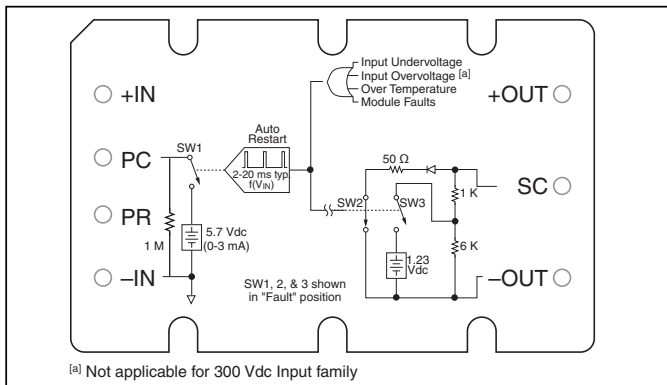 Input Undervoltage
Input Overvoltage [a]
Over Temperature
Module Faults
+IN
+OUT
Auto
Restart
SW1
PC
2-20 ms typ.
f(VIN)
50 Ω
SC
1 K
SW2
SW3
PR
5.7 Vdc
(0-3 mA)
1 M
6 K
1.23
Vdc
–IN
–OUT
SW1, 2, & 3 shown
in "Fault" position
[a] Not applicable for 300 Vdc Input family